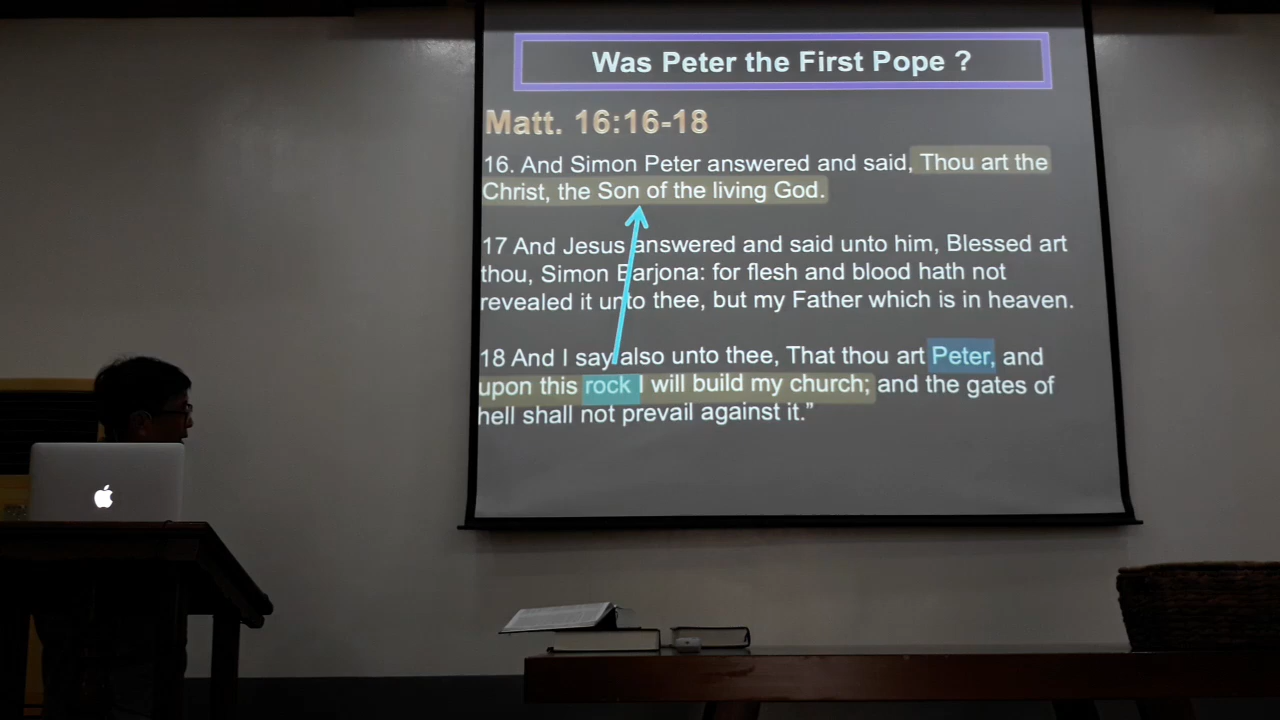 Was Peter the First Pope ?
Matt. 16:16-18
16. And Simon Peter answered and said, Thou art the
Christ, the Son of the living God.
17 And Jesus answered and said unto him, Blessed art
thou, Simon Barjona: for flesh and blood hath not
revealed it unto thee, but my Father which is in heaven.
18 And I say also unto thee, That thou art Peter, and
upon this rock I will build my church; and the gates of
hell shall not prevail against it.”